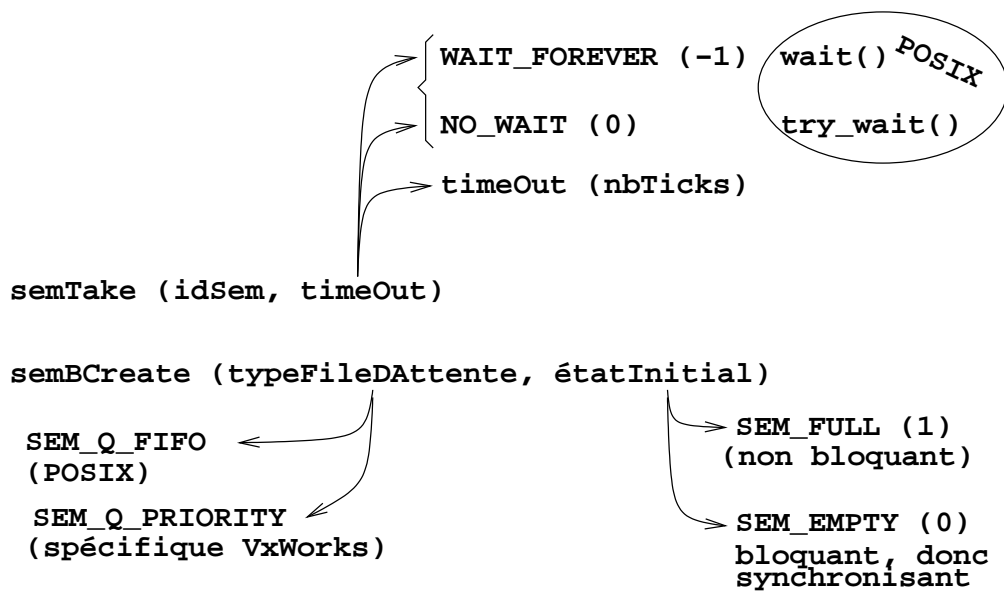 WAIT_FOREVER (-1) wait() POSIX
NO_WAIT (0) try_wait()
timeOut (nbTicks)
semTake (idSem, timeOut)
semBCreate (typeFileDAttente, étatInitial)
SEM_Q_FIFO
(POSIX)
SEM_Q_PRIORITY
(spécifique VxWorks)
SEM_FULL (1)
(non bloquant)
SEM_EMPTY (0)
bloquant, donc
synchronisant